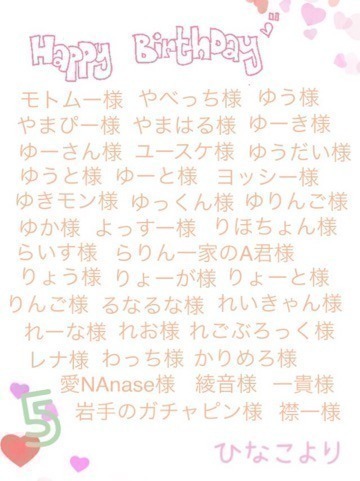 Happy Birthday
モトムー様 やべっち様 ゆう様
やまぴー様 やまはる様 ゆーき様
ゆーさん様 ユースケ様 ゆうだい様
ゆうと様 ゆーと様 ヨッシー様
ゆきモン様 ゆっくん様 ゆりんご様
ゆか様 よっすー様 りほちょん様
らいす様 らりん一家のA君様
りょう様 りょーが様 りょーと様
りんご様 るなるな様 れいきゃん様
れーな様 れお様 れごぶろっく様
レナ様 わっち様 かりめろ様
愛NAnase様 綾音様 一貴様
5 岩手のガチャピン様 襟一様
ひなこより